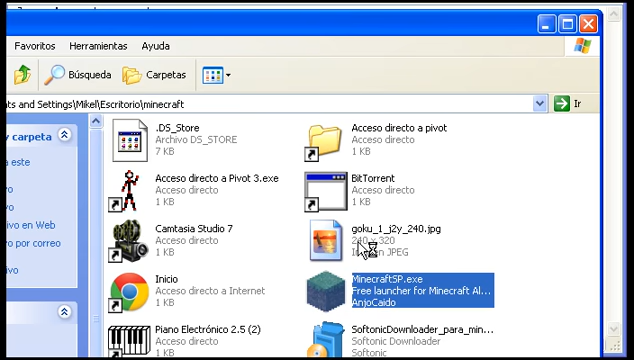 Favoritos Herramientas Ayuda
Búsqueda Carpetas
nts and Settings\Mikel\Escritorio\minecraft Ir
.DS_Store
Archivo DS_STORE
7 KB
Acceso directo a pivot
Acceso directo
1 KB
Acceso directo a Pivot 3.exe
Acceso directo
1 KB
BitTorrent
Acceso directo
1 KB
Camtasia Studio 7
Acceso directo
1 KB
goku_1_j2y_240.jpg
240 x 320
Imagen JPEG
Inicio
Acceso directo a Internet
1 KB
MinecraftSP.exe
Free launcher for Minecraft Al...
AnjoCaido
Piano Electrónico 2.5 (2)
Acceso directo
SoftonicDownloader_para_min...
Softonic Downloader
Softonic
y carpeta
a este
vo
ivo en Web
vo por correo
vo